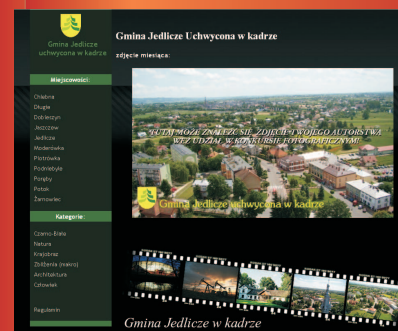 Gmina Jedlicze
uchwycona w kadrze
Miejscowości:
Chlebna
Długie
Dobieszyn
Jaszczew
Jedlicze
Moderówka
Piotrówka
Podniebyle
Poręby
Potok
Żarnowiec
Kategorie:
Czarno-Białe
Natura
Krajobraz
Zbliżenia (makro)
Architektura
Człowiek
Regulamin
Gmina Jedlicze Uchwycona w kadrze
zdjęcie miesiąca:
TUTAJ MOŻE ZNALEŹĆ SIĘ ZDJĘCIE TWOJEGO AUTORSTWA
WEŹ UDZIAŁ W KONKURSIE FOTOGRAFICZNYM!
Gmina Jedlicze uchwycona w kadrze
Gmina Jedlicze w kadrze